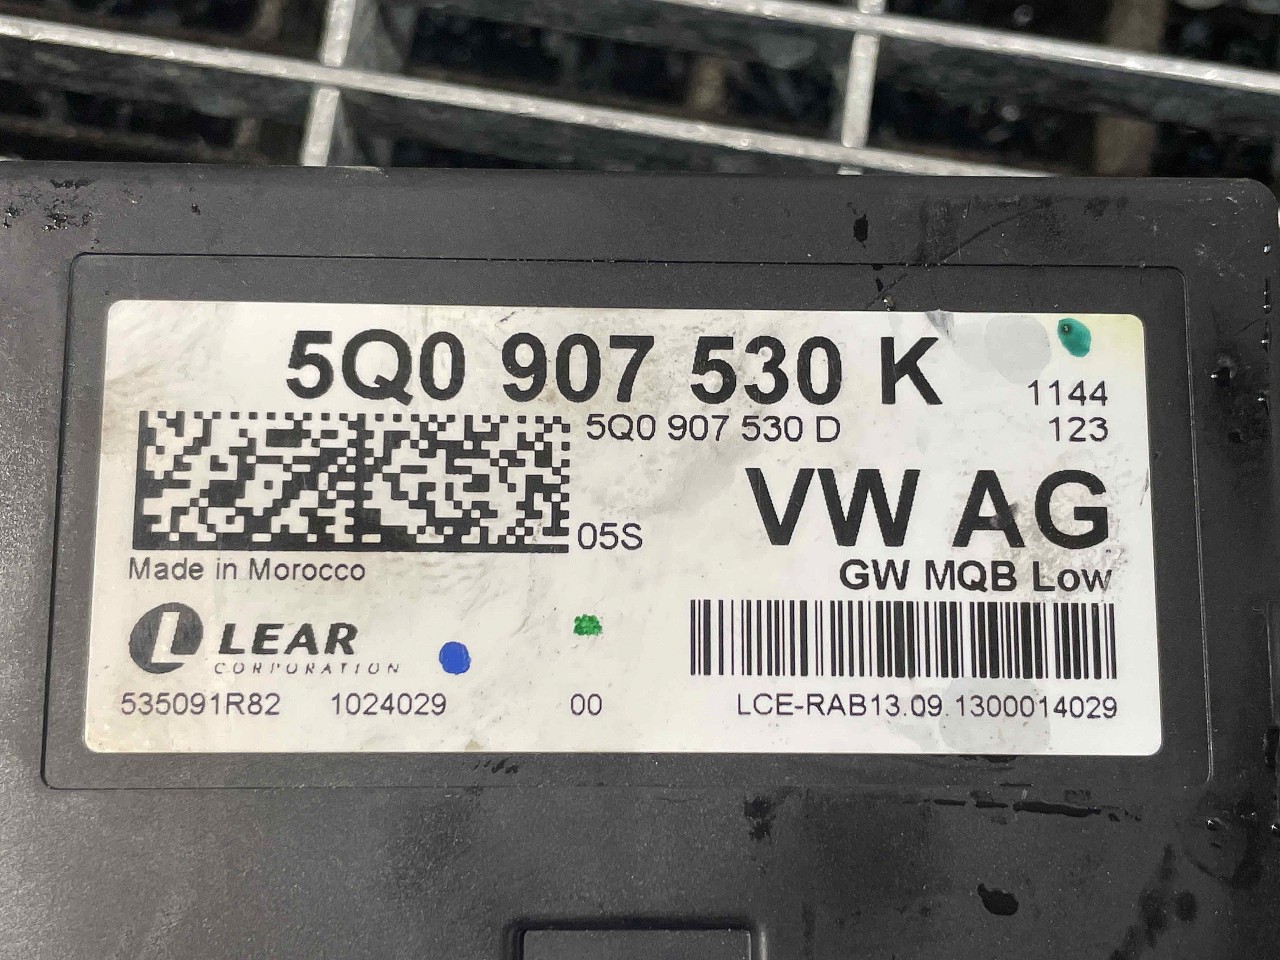 5Q0 907 530 K
1144
5Q0 907 530 D
123
VW AG
05S
Made in Morocco
GW MQB Low
L LEAR
CORPORATION
535091R82 1024029 00 LCE-RAB13.09.1300014029